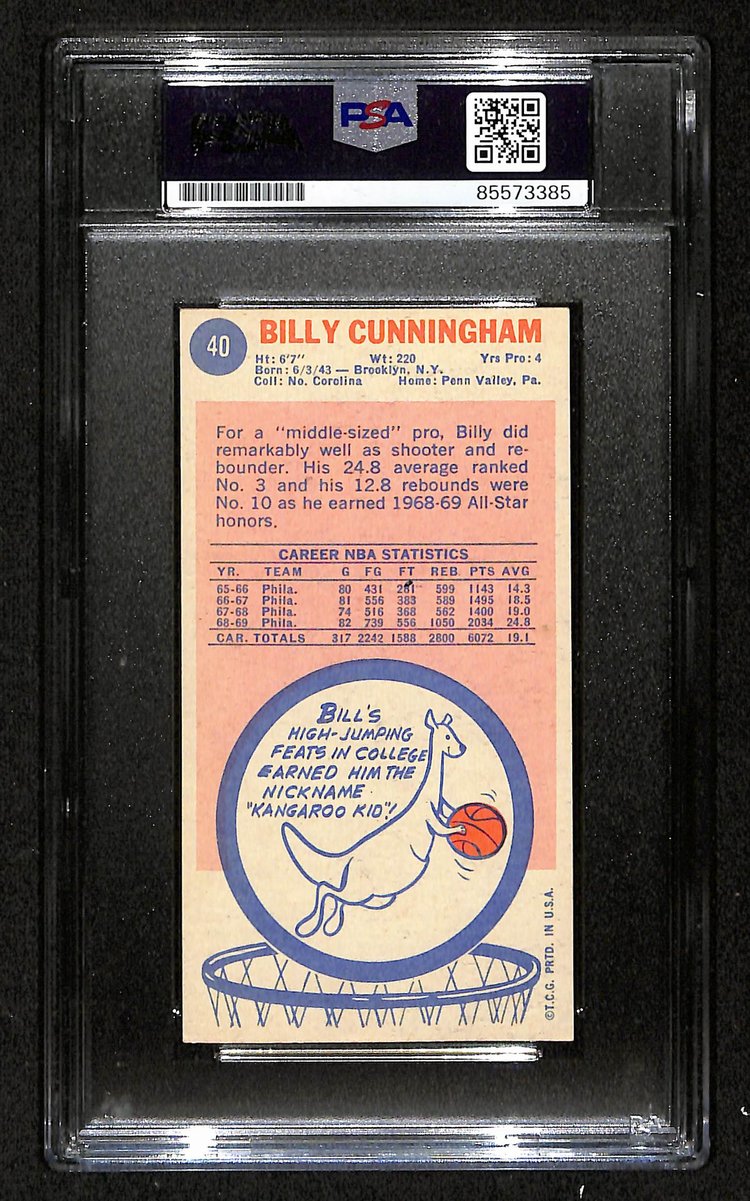 PSA
85573385
40
BILLY CUNNINGHAM
Ht: 6'7" Wt: 220 Yrs Pro: 4
Born: 6/3/43 — Brooklyn, N.Y.
Coll: No. Carolina Home: Penn Valley, Pa.
For a "middle-sized" pro, Billy did
remarkably well as shooter and re-
bounder. His 24.8 average ranked
No. 3 and his 12.8 rebounds were
No. 10 as he earned 1968-69 All-Star
honors.
CAREER NBA STATISTICS
YR. TEAM G FG FT REB. PTS AVG
65-66 Phila. 80 431 281 599 1143 14.3
66-67 Phila. 81 556 383 589 1495 18.5
67-68 Phila. 74 516 368 562 1400 19.0
68-69 Phila. 82 739 556 1050 2034 24.8
CAR. TOTALS 317 2242 1588 2800 6072 19.1
BILL'S
HIGH-JUMPING
FEATS IN COLLEGE
EARNED HIM THE
NICKNAME
"KANGAROO KID"!
©T.C.G. PRTD. IN U.S.A.